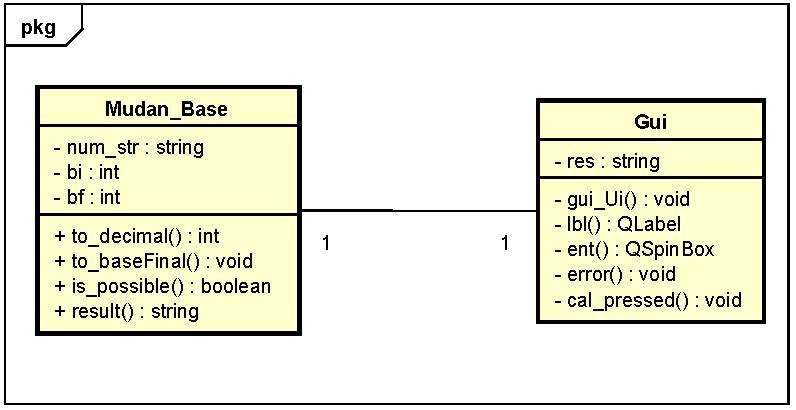 pkg
Mudan_Base
- num_str : string
- bi : int
- bf : int
+ to_decimal() : int
+ to_baseFinal() : void
+ is_possible() : boolean
+ result() : string
1
1
Gui
- res : string
- gui_Ui() : void
- lbl() : QLabel
- ent() : QSpinBox
- error() : void
- cal_pressed() : void